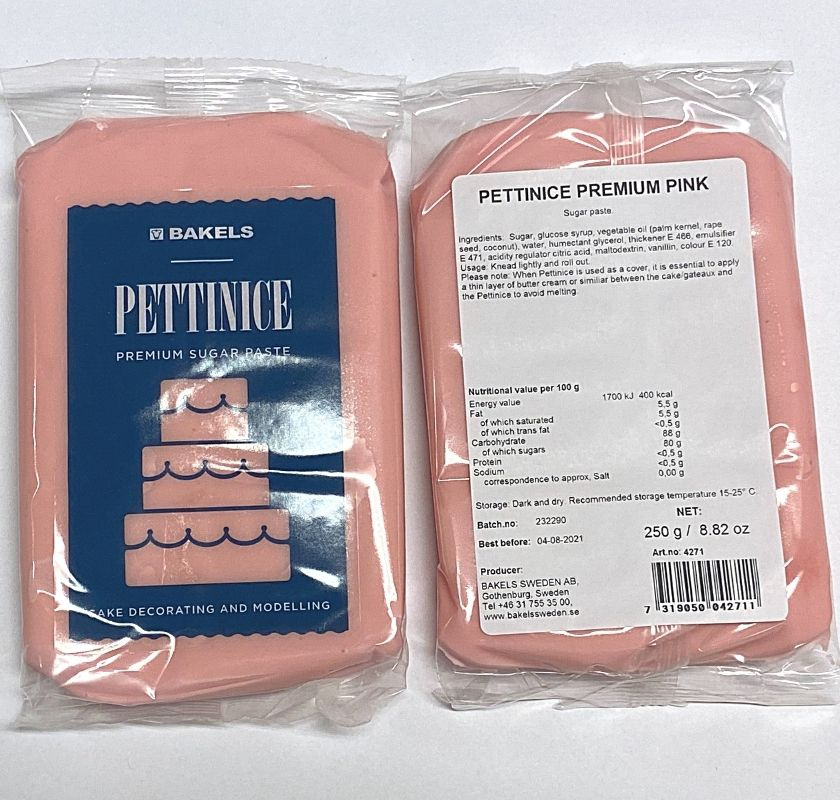 BAKELS
PETTINICE
PREMIUM SUGAR PASTE
CAKE DECORATING AND MODELLING
PETTINICE PREMIUM PINK
Sugar paste.
Ingredients: Sugar, glucose syrup, vegetable oil (palm kernel, rape
seed, coconut), water, humectant glycerol, thickener E 466, emulsifier
E 471, acidity regulator citric acid, maltodextrin, vanillin, colour E 120.
Usage: Knead lightly and roll out.
Please note: When Pettinice is used as a cover, it is essential to apply
a thin layer of butter cream or similiar between the cake/gateaux and
the Pettinice to avoid melting.
Nutritional value per 100 g
Energy value 1700 kJ 400 kcal
Fat 5,5 g
of which saturated 5,5 g
of which trans fat <0,5 g
Carbohydrate 88 g
of which sugars 80 g
Protein <0,5 g
Sodium <0,5 g
correspondence to approx, Salt 0,00 g
Storage: Dark and dry. Recommended storage temperature 15-25° C.
Batch.no: 232290
NET:
Best before: 04-08-2021
250 g / 8.82 oz
Art.no: 4271
Producer:
BAKELS SWEDEN AB,
Gothenburg, Sweden
Tel +46 31 755 35 00,
www.bakelssweden.se
7 319050 042711